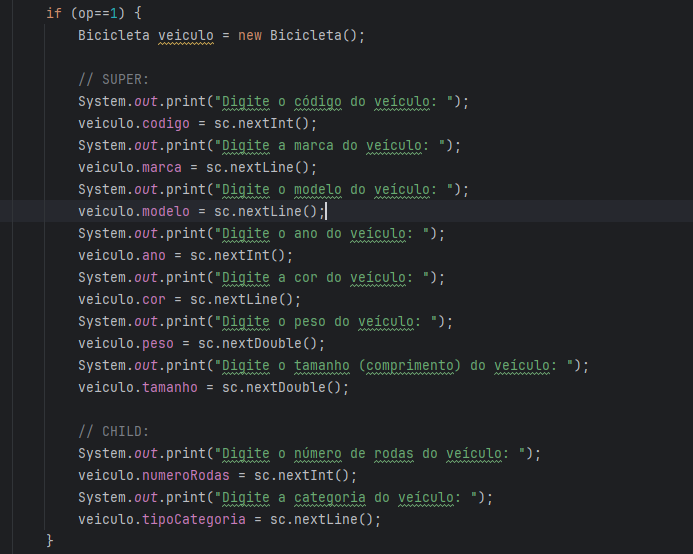 if (op==1) {
Bicicleta veiculo = new Bicicleta();
// SUPER:
System.out.print("Digite o código do veículo: ");
veiculo.codigo = sc.nextInt();
System.out.print("Digite a marca do veículo: ");
veiculo.marca = sc.nextLine();
System.out.print("Digite o modelo do veículo: ");
veiculo.modelo = sc.nextLine();
System.out.print("Digite o ano do veículo: ");
veiculo.ano = sc.nextInt();
System.out.print("Digite a cor do veículo: ");
veiculo.cor = sc.nextLine();
System.out.print("Digite o peso do veículo: ");
veiculo.peso = sc.nextDouble();
System.out.print("Digite o tamanho (comprimento) do veículo: ");
veiculo.tamanho = sc.nextDouble();
// CHILD:
System.out.print("Digite o número de rodas do veículo: ");
veiculo.numeroRodas = sc.nextInt();
System.out.print("Digite a categoria do veículo: ");
veiculo.tipoCategoria = sc.nextLine();
}